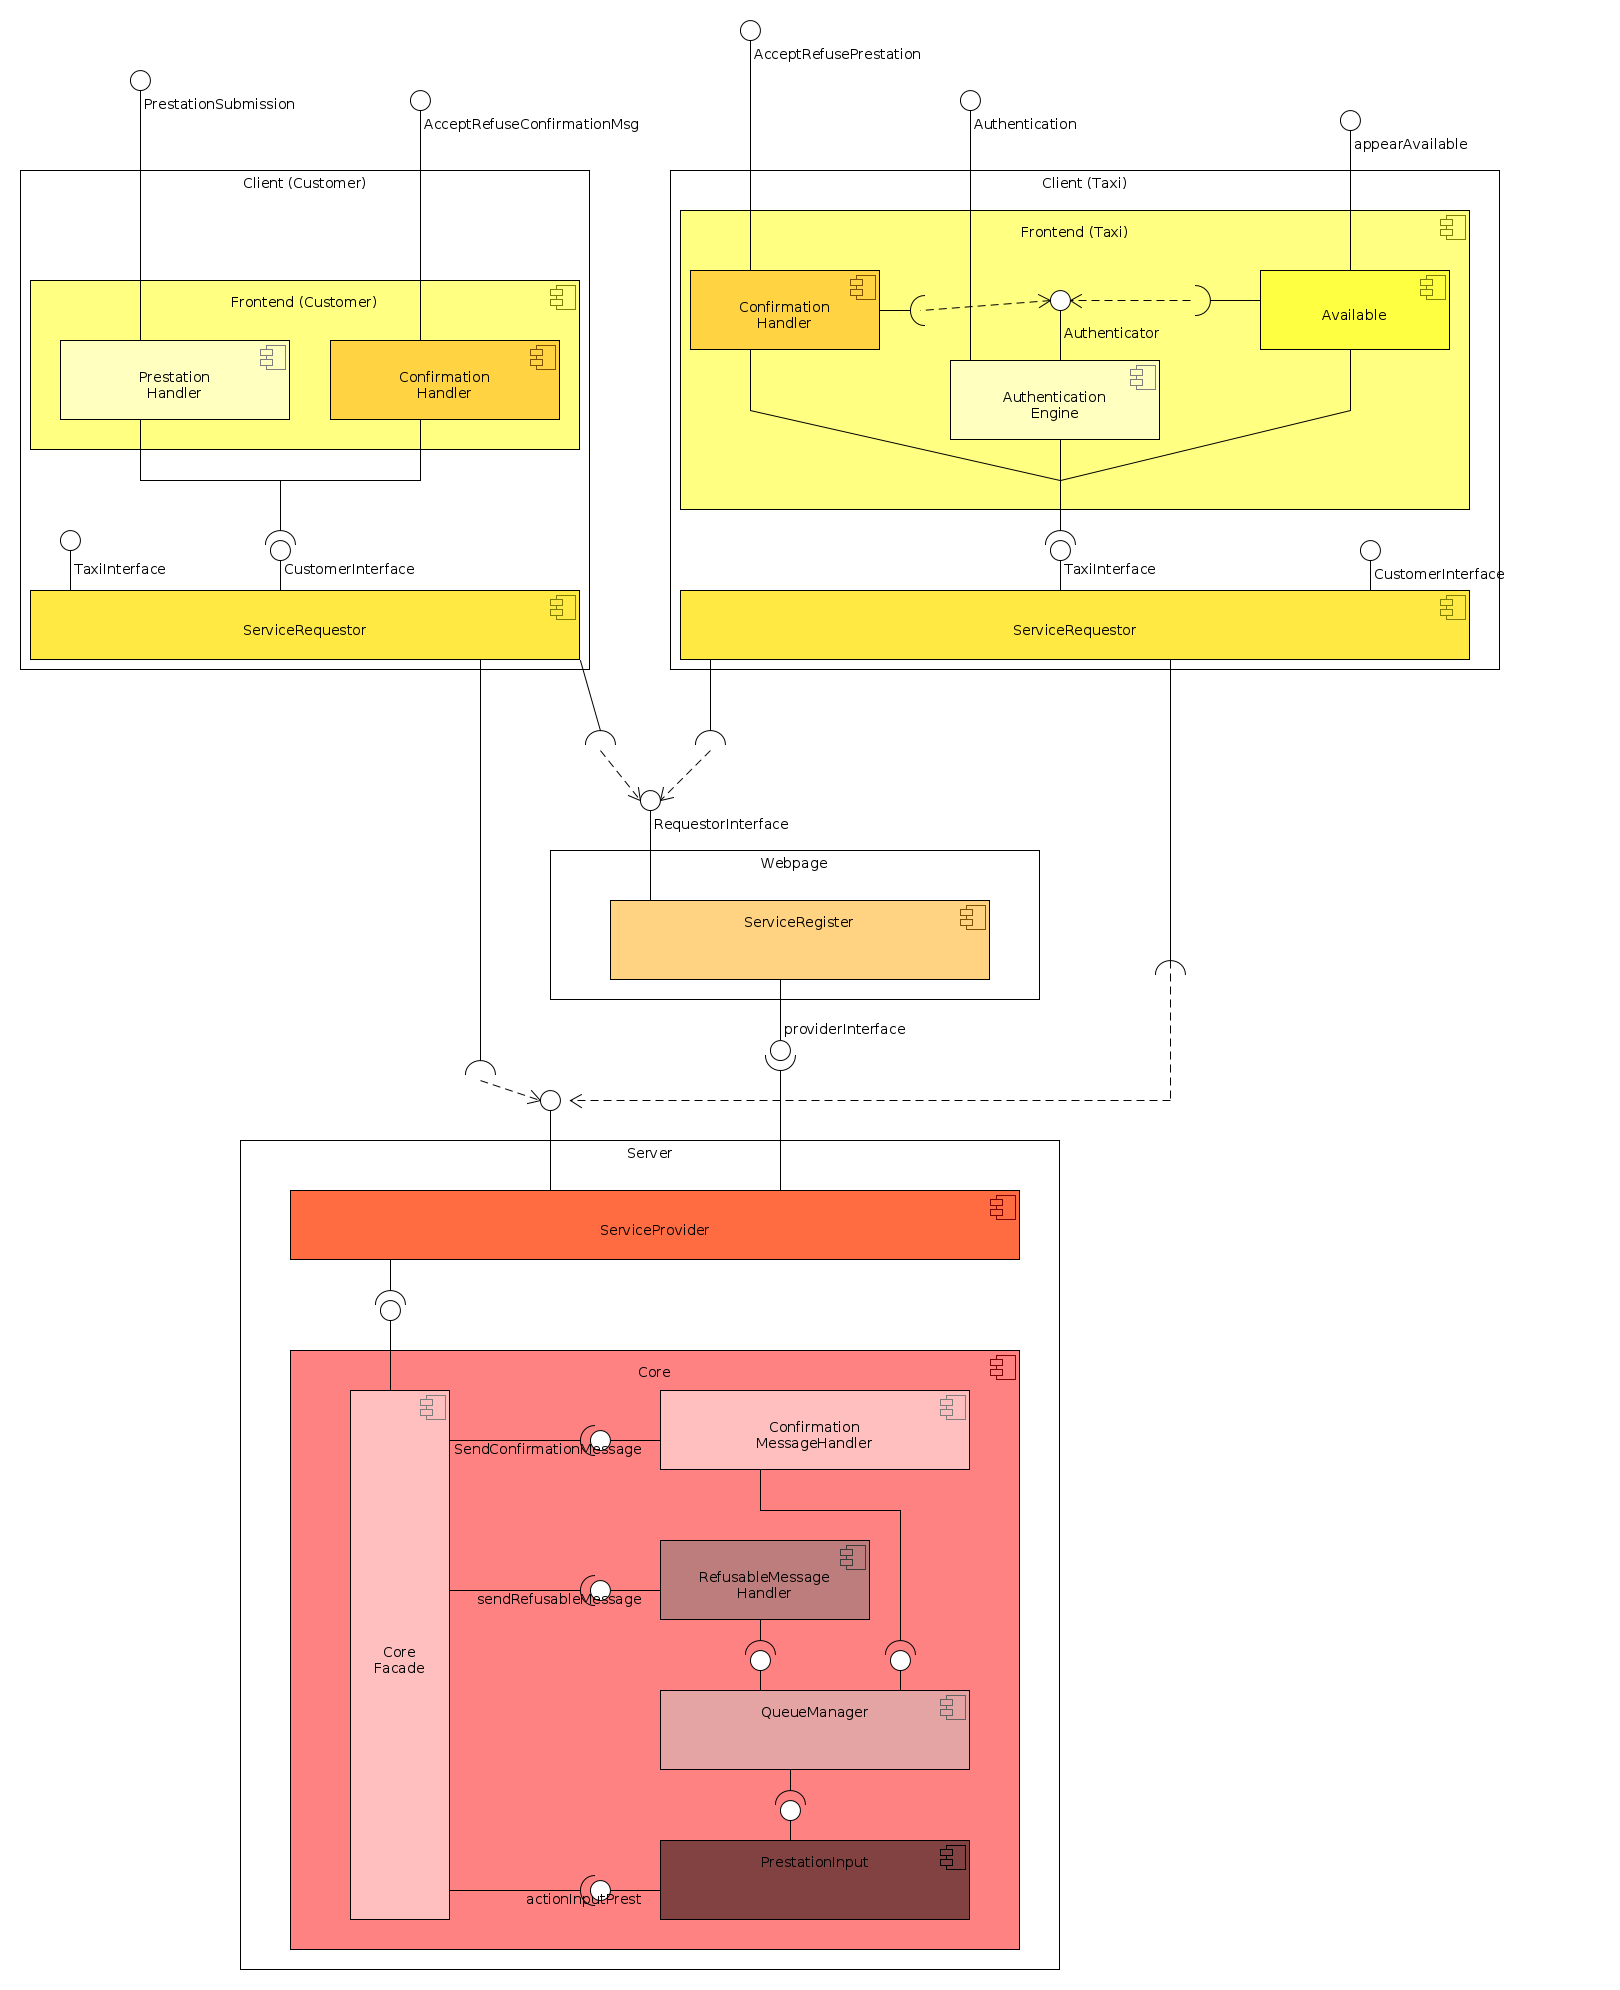 AcceptRefusePrestation
PrestationSubmission
AcceptRefuseConfirmationMsg
Authentication
appearAvailable
Client (Customer)
Client (Taxi)
Frontend (Taxi)
Frontend (Customer)
Confirmation
Handler
Available
Authenticator
Prestation
Handler
Confirmation
Handler
Authentication
Engine
TaxiInterface
CustomerInterface
TaxiInterface
CustomerInterface
ServiceRequestor
ServiceRequestor
RequestorInterface
Webpage
ServiceRegister
providerInterface
Server
ServiceProvider
Core
Confirmation
MessageHandler
SendConfirmationMessage
RefusableMessage
Handler
sendRefusableMessage
Core
Facade
QueueManager
PrestationInput
actionInputPrest